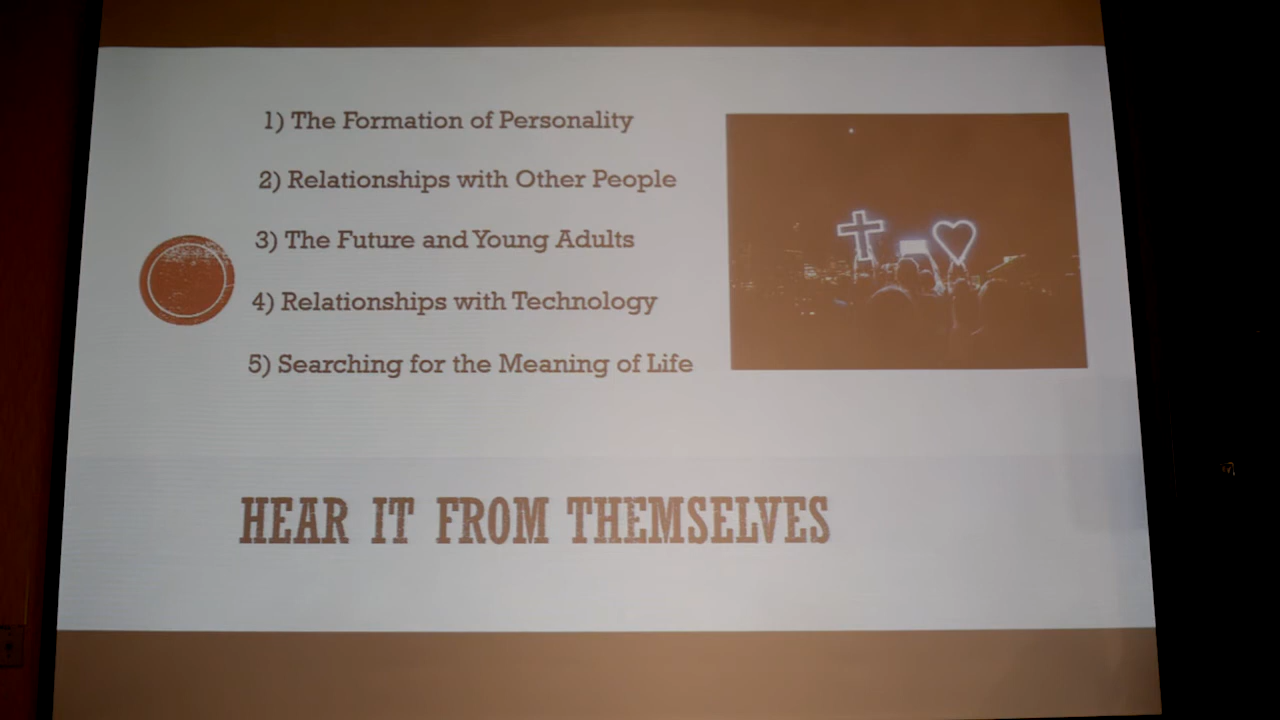 1) The Formation of Personality
2) Relationships with Other People
3) The Future and Young Adults
4) Relationships with Technology
5) Searching for the Meaning of Life
HEAR IT FROM THEMSELVES